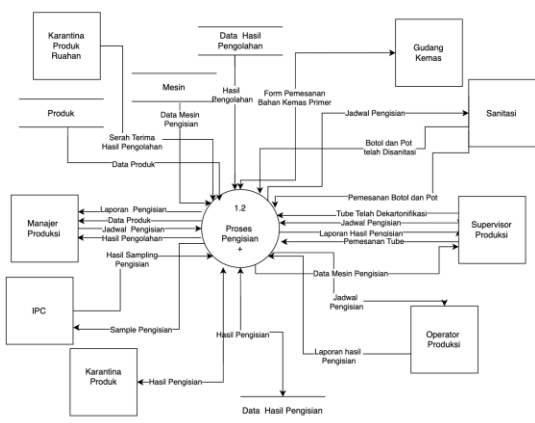 Karantina
Produk
Ruahan
Data Hasil
Pengolahan
Gudang
Kemas
Mesin
Hasil
Pengolahan
Form Pemesanan
Bahan Kemas Primer
Produk
Data Mesin
Pengisian
Jadwal Pengisian
Sanitasi
Serah Terima
Hasil Pengolahan
Botol dan Pot
telah Disanitasi
Data Produk
Pemesanan Botol dan Pot
Manajer
Produksi
Laporan Pengisian
Data Produk
Jadwal Pengisian
Hasil Pengolahan
1.2
Proses
Pengisian
+
Tube Telah Dekartonifikasi
Jadwal Pengisian
Laporan Hasil Pengisian
Pemesanan Tube
Supervisor
Produksi
Hasil Sampling
Pengisian
Data Mesin Pengisian
IPC
Jadwal
Pengisian
Sample Pengisian
Hasil Pengisian
Operator
Produksi
Laporan hasil
Pengisian
Karantina
Produk
Hasil Pengisian
Data Hasil Pengisian